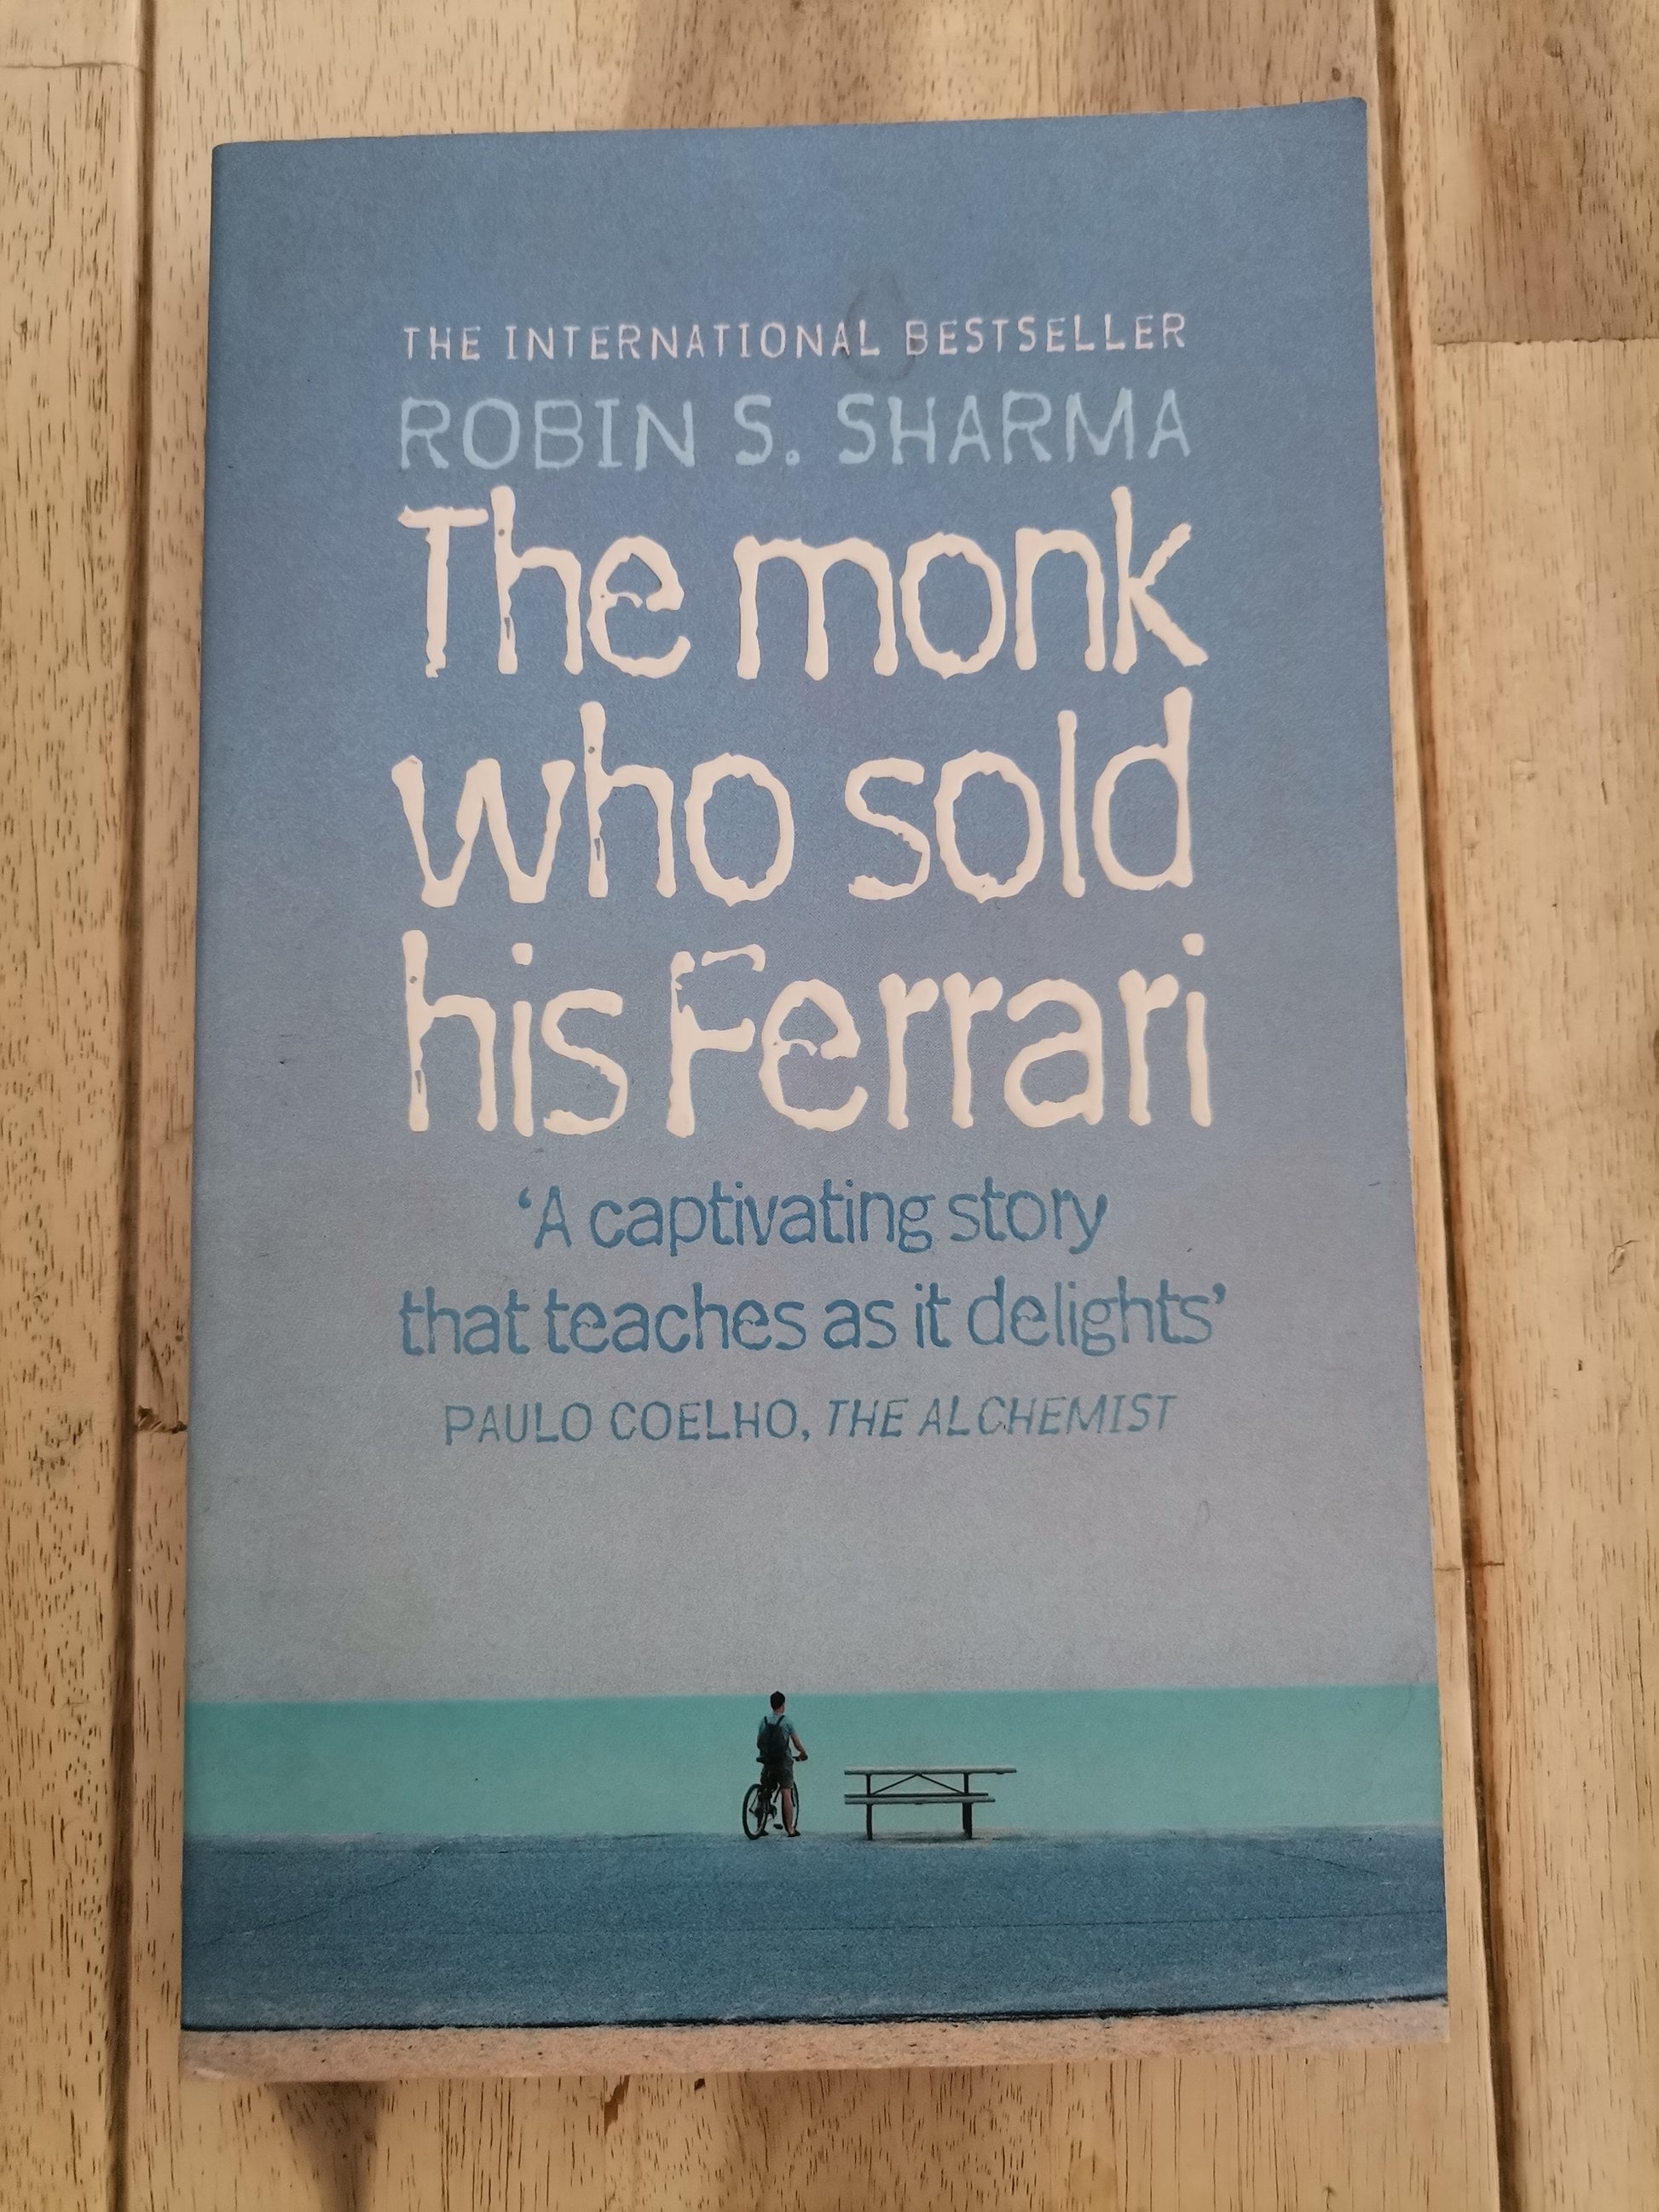 THE INTERNATIONAL BESTSELLER
ROBIN S. SHARMA
The monk
who sold
his Ferrari
‘A captivating story
that teaches as it delights’
PAULO COELHO, THE ALCHEMIST